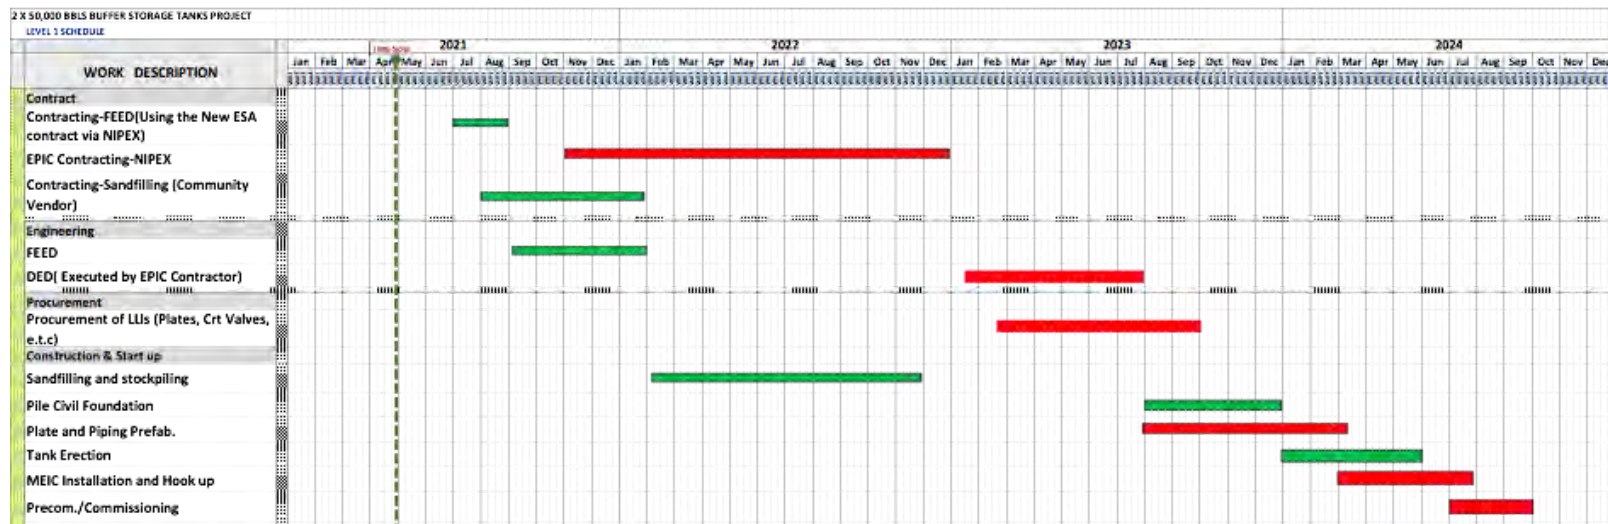 2 X 50,000 BBLS BUFFER STORAGE TANKS PROJECT
LEVEL 1 SCHEDULE
2021 2022 2023 2024
WORK DESCRIPTION
Jan Feb Mar Apr May Jun Jul Aug Sep Oct Nov Dec Jan Feb Mar Apr May Jun Jul Aug Sep Oct Nov Dec Jan Feb Mar Apr May Jun Jul Aug Sep Oct Nov Dec Jan Feb Mar Apr May Jun Jul Aug Sep Oct Nov Dec
Contract
Contracting-FEED(Using the New ESA
contract via NIPEX)
EPIC Contracting-NIPEX
Contracting-Sandfilling (Community
Vendor)
Engineering
FEED
DED( Executed by EPIC Contractor)
Procurement
Procurement of LLIs (Plates, Crt Valves,
e.t.c)
Construction & Start up
Sandfilling and stockpiling
Pile Civil Foundation
Plate and Piping Prefab.
Tank Erection
MEIC Installation and Hook up
Precom./Commissioning